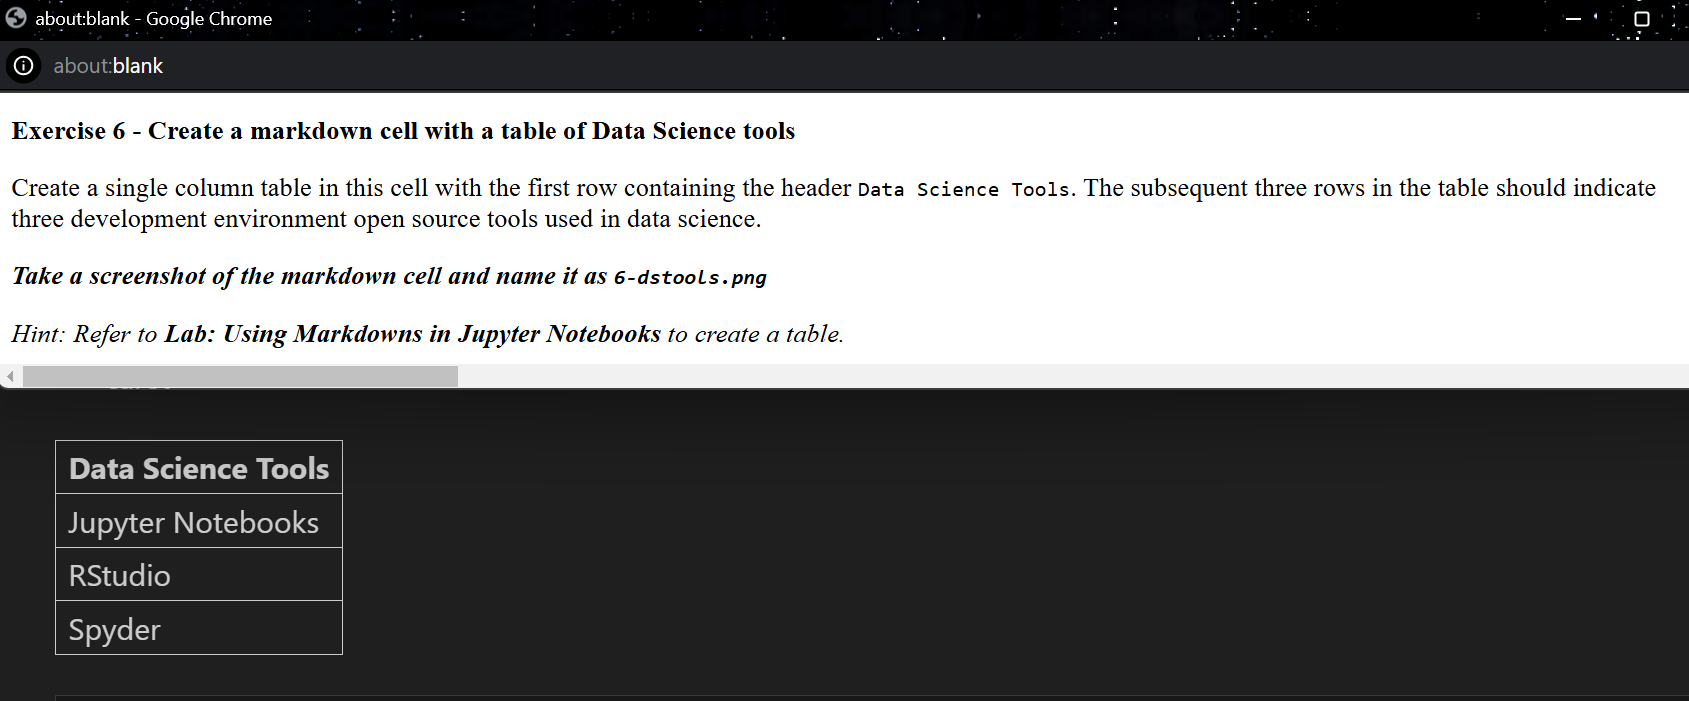 about:blank - Google Chrome
about:blank
Exercise 6 - Create a markdown cell with a table of Data Science tools
Create a single column table in this cell with the first row containing the header Data Science Tools. The subsequent three rows in the table should indicate
three development environment open source tools used in data science.
Take a screenshot of the markdown cell and name it as 6-dstools.png
Hint: Refer to Lab: Using Markdowns in Jupyter Notebooks to create a table.
Data Science Tools
Jupyter Notebooks
RStudio
Spyder